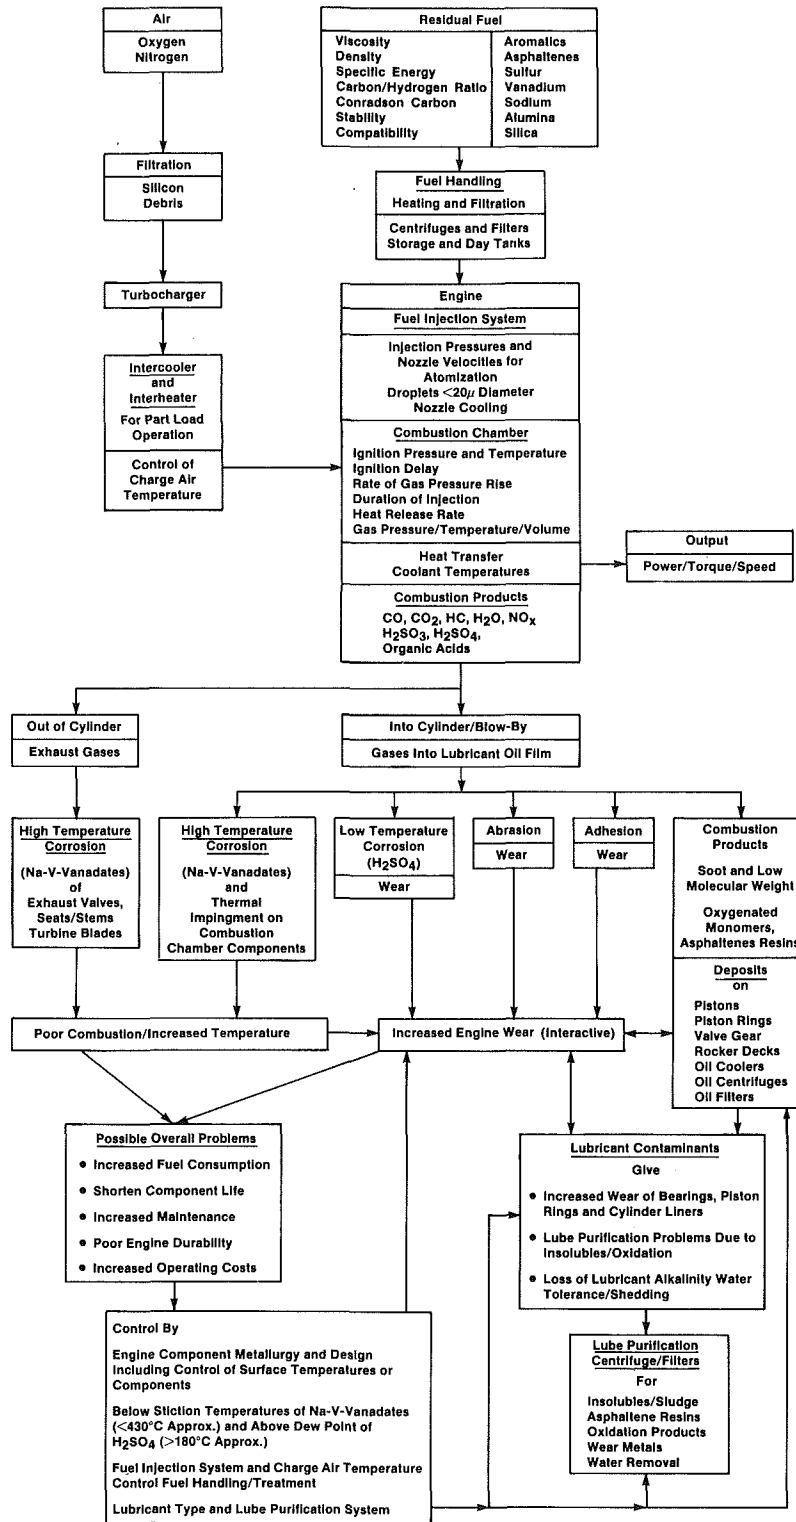 Air
Oxygen
Nitrogen
Residual Fuel
Viscosity
Density
Specific Energy
Carbon/Hydrogen Ratio
Conradson Carbon
Stability
Compatibility
Aromatics
Asphaltenes
Sulfur
Vanadium
Sodium
Alumina
Silica
Filtration
Silicon
Debris
Fuel Handling
Heating and Filtration
Centrifuges and Filters
Storage and Day Tanks
Turbocharger
Intercooler
and
Interheater
For Part Load
Operation
Control of
Charge Air
Temperature
Engine
Fuel Injection System
Injection Pressures and
Nozzle Velocities for
Atomization
Droplets <20μ Diameter
Nozzle Cooling
Combustion Chamber
Ignition Pressure and Temperature
Ignition Delay
Rate of Gas Pressure Rise
Duration of Injection
Heat Release Rate
Gas Pressure/Temperature/Volume
Heat Transfer
Coolant Temperatures
Combustion Products
CO, CO2, HC, H2O, NOx
H2SO3, H2SO4,
Organic Acids
Output
Power/Torque/Speed
Out of Cylinder
Exhaust Gases
Into Cylinder/Blow-By
Gases Into Lubricant Oil Film
High Temperature
Corrosion
(Na-V-Vanadates)
of
Exhaust Valves,
Seats/Stems
Turbine Blades
High Temperature
Corrosion
(Na-V-Vanadates)
and
Thermal
Impingment on
Combustion
Chamber Components
Low Temperature
Corrosion
(H2SO4)
Wear
Abrasion
Wear
Adhesion
Wear
Combustion
Products
Soot and Low
Molecular Weight
Oxygenated
Monomers,
Asphaltenes Resins
Deposits
on
Pistons
Piston Rings
Valve Gear
Rocker Decks
Oil Coolers
Oil Centrifuges
Oil Filters
Poor Combustion/Increased Temperature
Increased Engine Wear (Interactive)
Possible Overall Problems
• Increased Fuel Consumption
• Shorten Component Life
• Increased Maintenance
• Poor Engine Durability
• Increased Operating Costs
Lubricant Contaminants
Give
• Increased Wear of Bearings, Piston
Rings and Cylinder Liners
• Lube Purification Problems Due to
Insolubles/Oxidation
• Loss of Lubricant Alkalinity Water
Tolerance/Shedding
Control By
Engine Component Metallurgy and Design
Including Control of Surface Temperatures or
Components
Below Stiction Temperatures of Na-V-Vanadates
(<430°C Approx.) and Above Dew Point of
H2SO4 (>180°C Approx.)
Fuel Injection System and Charge Air Temperature
Control Fuel Handling/Treatment
Lubricant Type and Lube Purification System
Lube Purification
Centrifuge/Filters
For
Insolubles/Sludge
Asphaltene Resins
Oxidation Products
Wear Metals
Water Removal